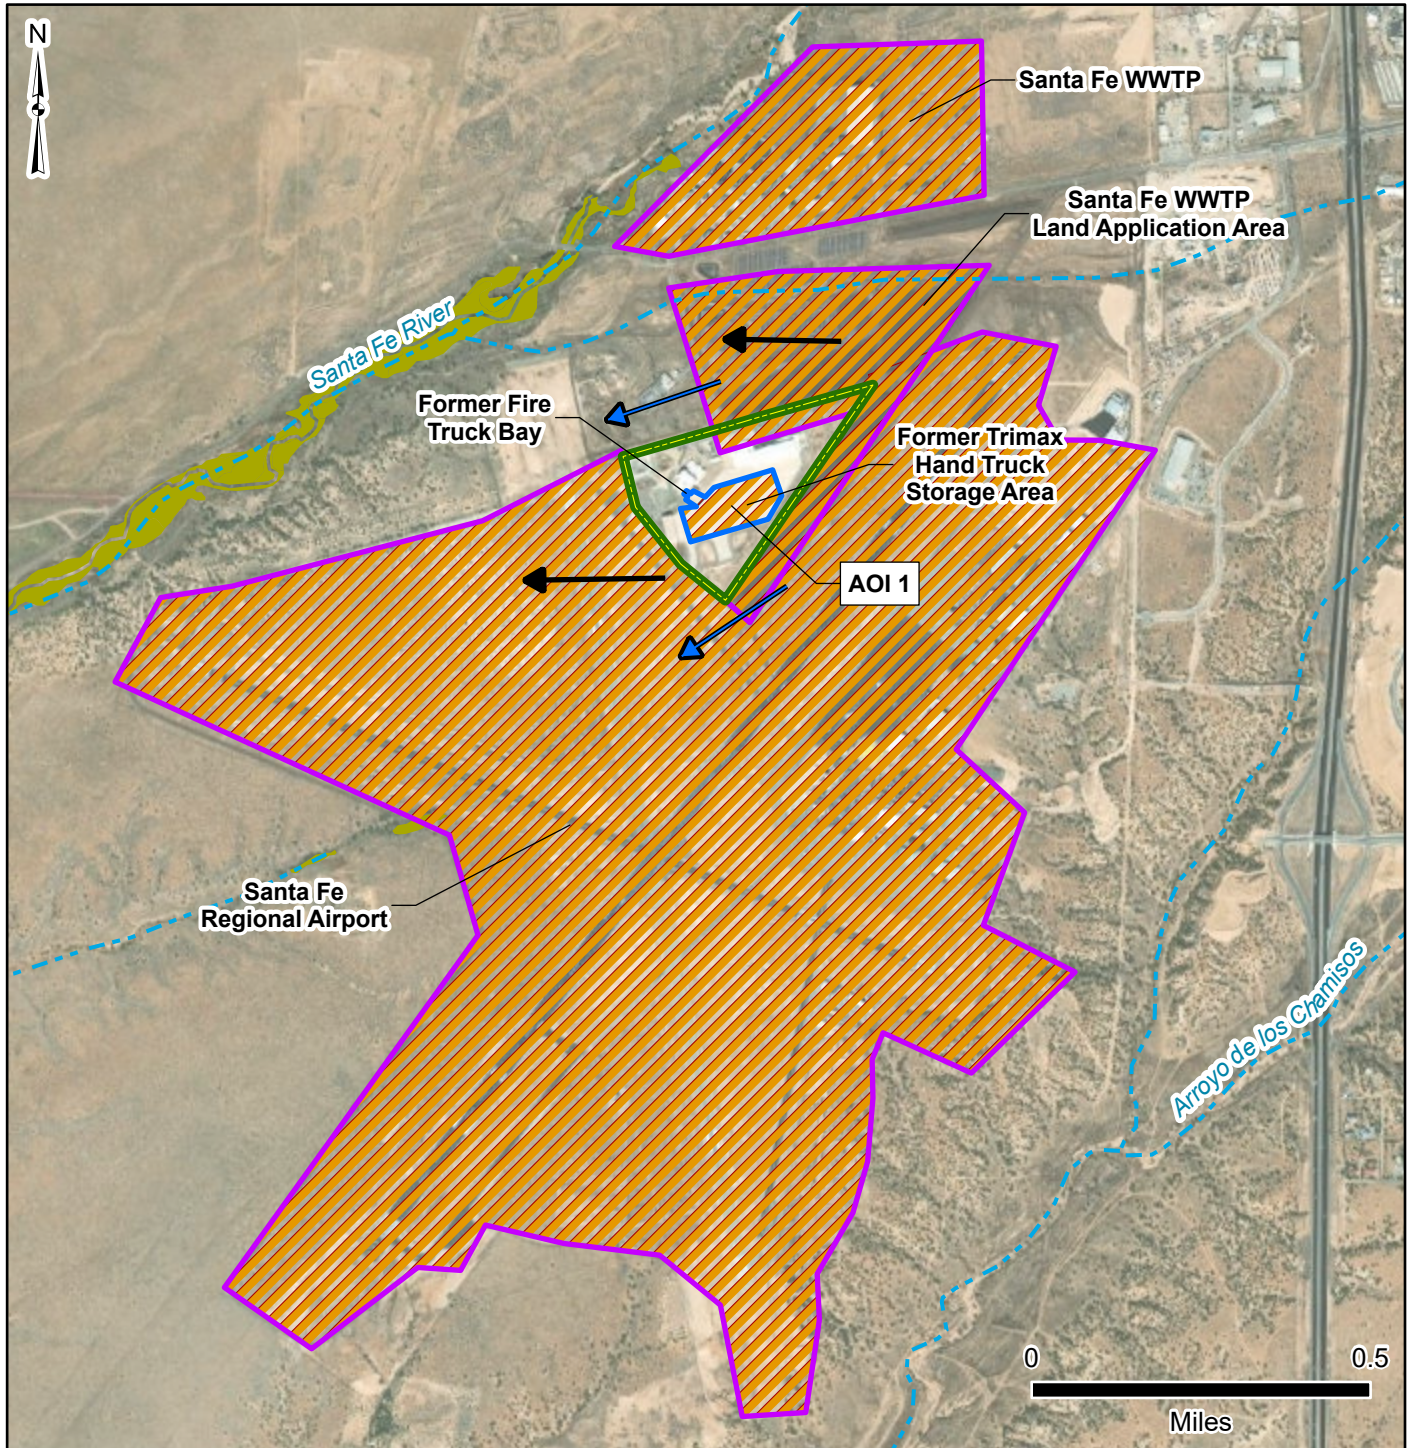 N
Santa Fe WWTP
Santa Fe WWTP
Land Application Area
Santa Fe River
Former Fire
Truck Bay
Former Trimax
Hand Truck
Storage Area
AOI 1
Santa Fe
Regional Airport
Arroyo de los Chamisos
0 0.5
Miles